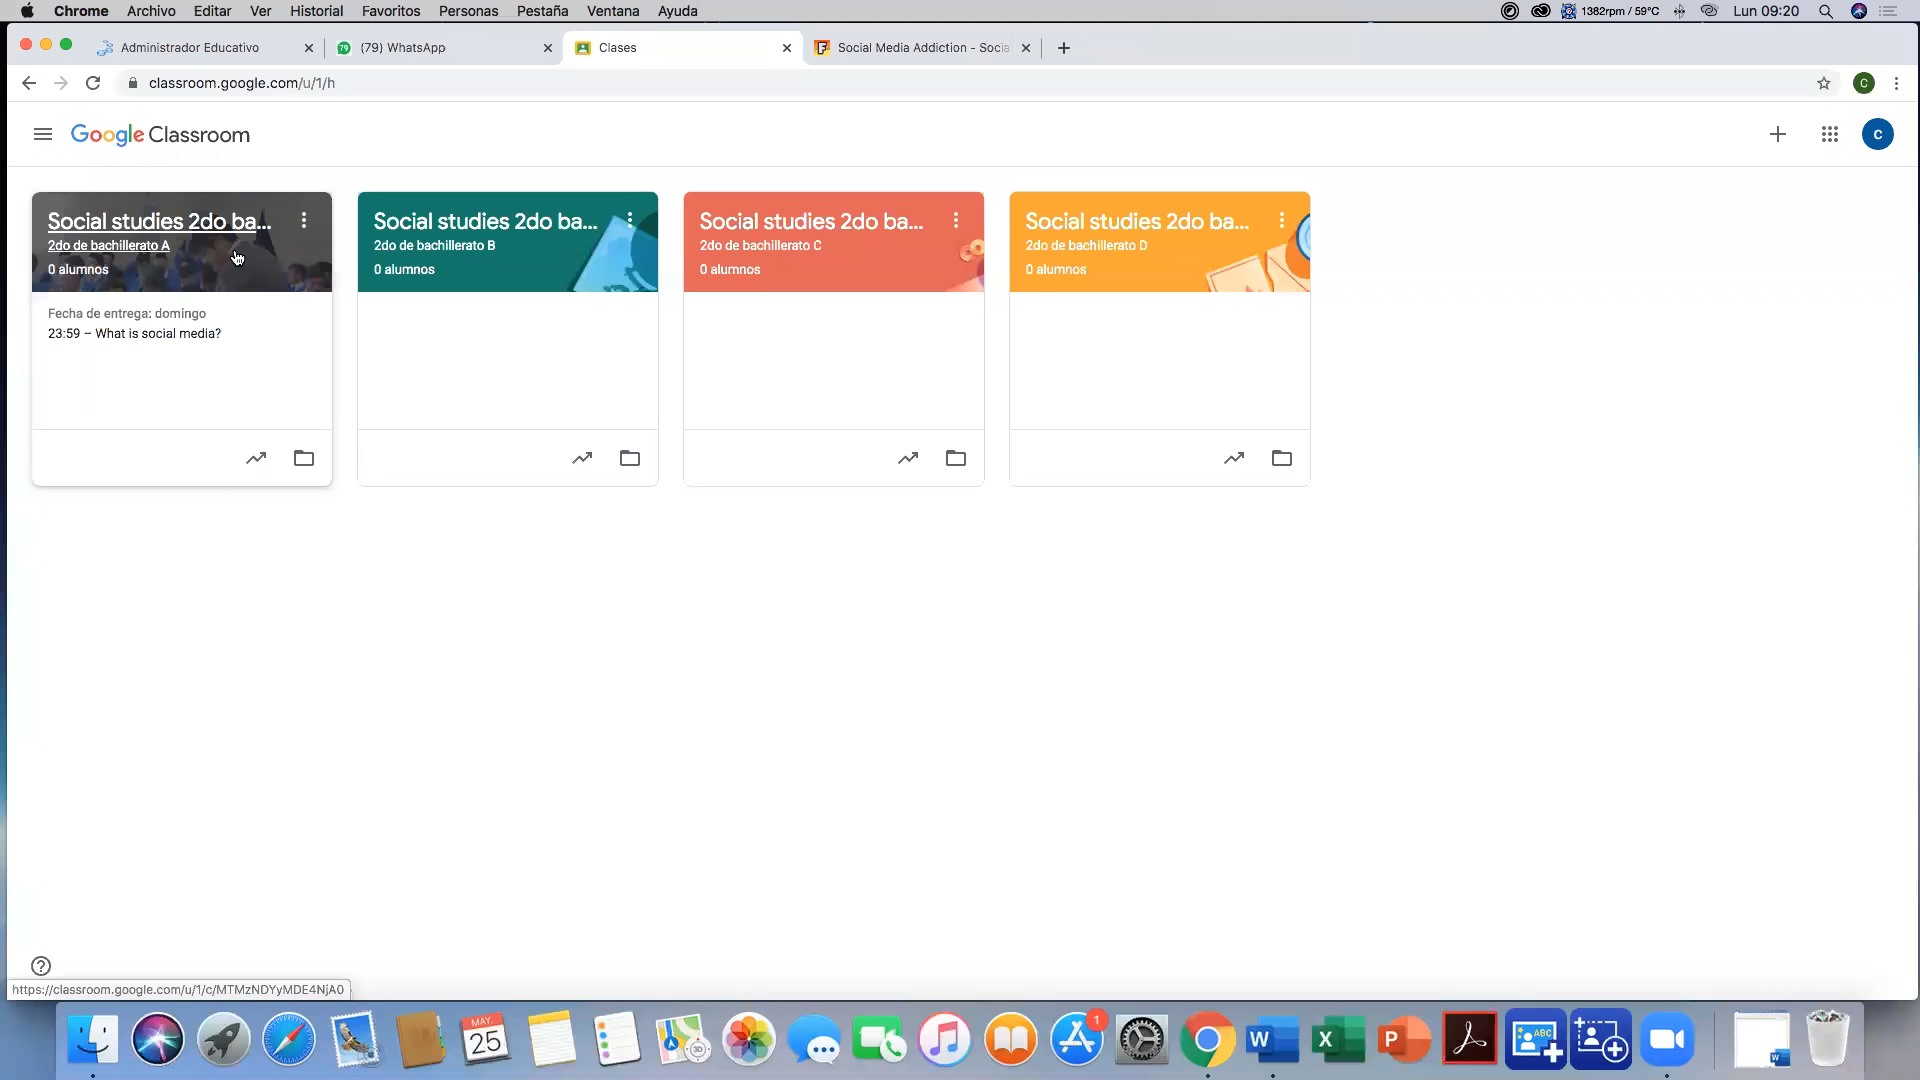 Chrome Archivo Editar Ver Historial Favoritos Personas Pestaña Ventana Ayuda 1382rpm / 59°C Lun 09:20
Administrador Educativo
79 (79) WhatsApp
Clases
Social Media Addiction - Socia
classroom.google.com/u/1/h
C
Google Classroom
C
Social studies 2do ba...
2do de bachillerato A
0 alumnos
Fecha de entrega: domingo
23:59 – What is social media?
Social studies 2do ba...
2do de bachillerato B
0 alumnos
Social studies 2do ba...
2do de bachillerato C
0 alumnos
Social studies 2do ba...
2do de bachillerato D
0 alumnos
https://classroom.google.com/u/1/c/MTMzNDYyMDE4NjA0
MAY.
25
3D
1
W
X
P
ABC
W